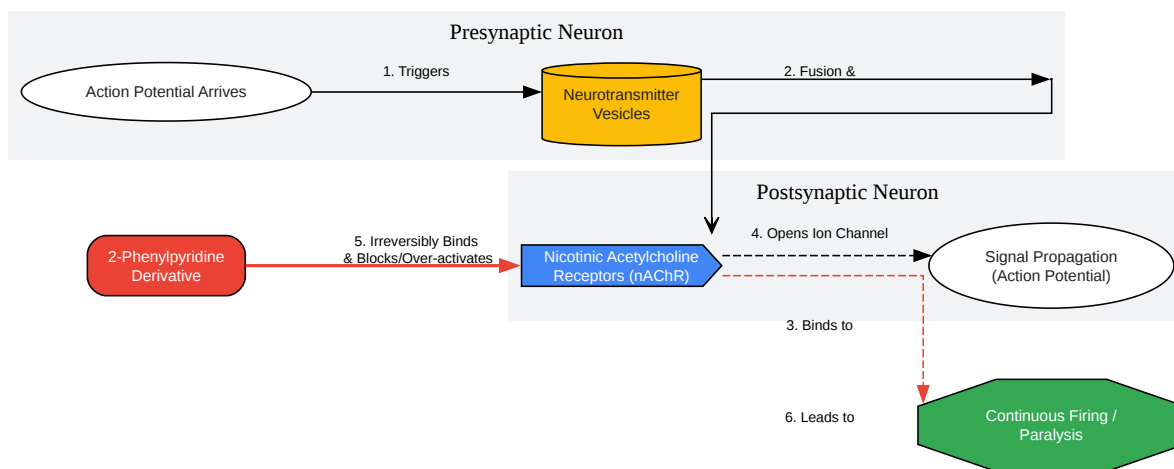 Presynaptic Neuron
Action Potential Arrives
1. Triggers
Neurotransmitter
Vesicles
2. Fusion &
Postsynaptic Neuron
2-Phenylpyridine
Derivative
5. Irreversibly Binds
& Blocks/Over-activates
Nicotinic Acetylcholine
Receptors (nAChR)
4. Opens Ion Channel
Signal Propagation
(Action Potential)
3. Binds to
6. Leads to
Continuous Firing /
Paralysis